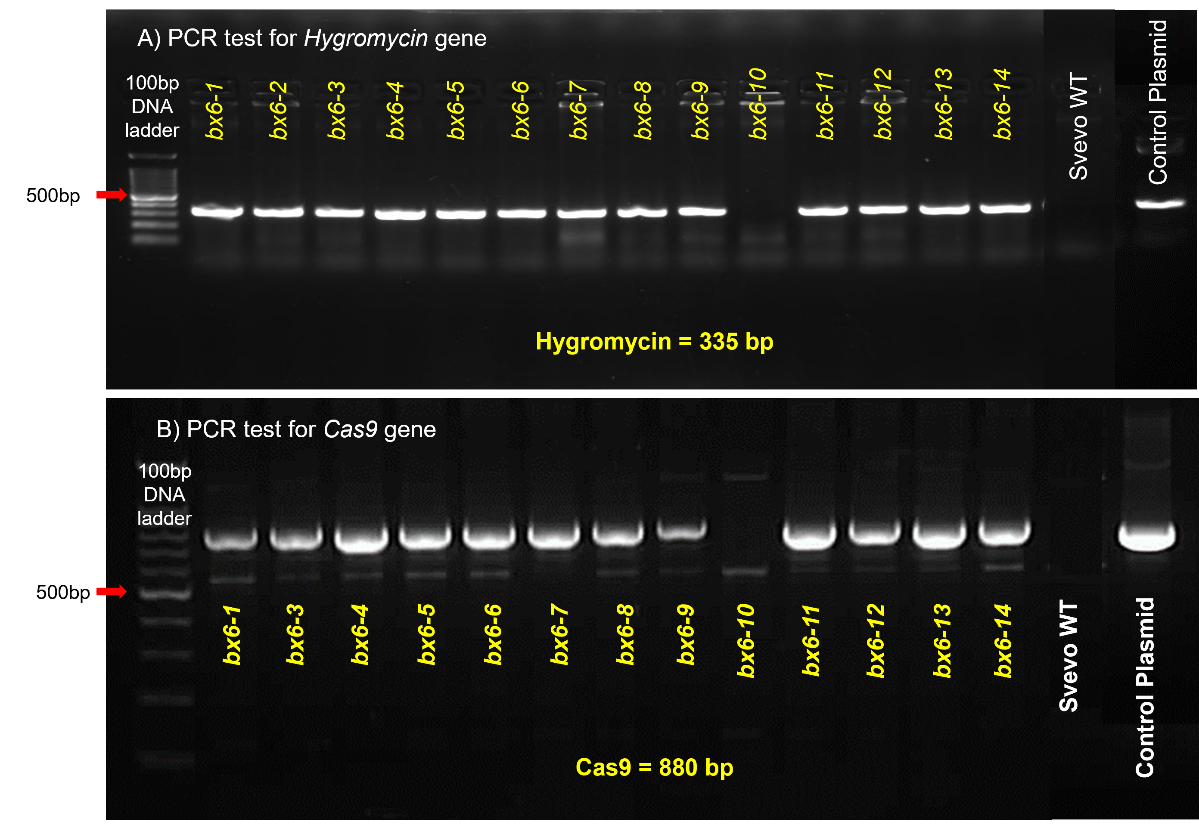 A) PCR test for Hygromycin gene
100bp
DNA
ladder
bx6-1
bx6-2
bx6-3
bx6-4
bx6-5
bx6-6
bx6-7
bx6-8
bx6-9
bx6-10
bx6-11
bx6-12
bx6-13
bx6-14
Svevo WT
Control Plasmid
500bp
Hygromycin = 335 bp
B) PCR test for Cas9 gene
100bp
DNA
ladder
500bp
bx6-1
bx6-3
bx6-4
bx6-5
bx6-6
bx6-7
bx6-8
bx6-9
bx6-10
bx6-11
bx6-12
bx6-13
bx6-14
Svevo WT
Control Plasmid
Cas9 = 880 bp